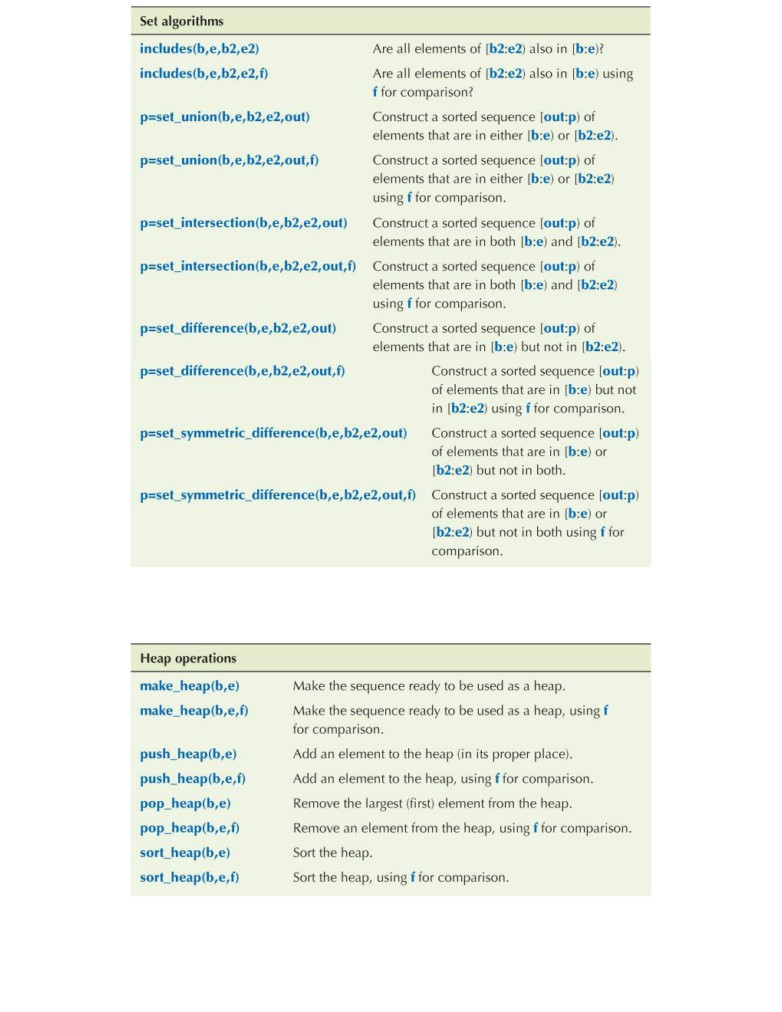 Set algorithms
includes(b,e,b2,e2) Are all elements of [b2:e2) also in [b:e)?
includes(b,e,b2,e2,f) Are all elements of [b2:e2) also in [b:e) using
f for comparison?
p=set_union(b,e,b2,e2,out) Construct a sorted sequence [out:p) of
elements that are in either [b:e) or [b2:e2).
p=set_union(b,e,b2,e2,out,f) Construct a sorted sequence [out:p) of
elements that are in either [b:e) or [b2:e2)
using f for comparison.
p=set_intersection(b,e,b2,e2,out) Construct a sorted sequence [out:p) of
elements that are in both [b:e) and [b2:e2).
p=set_intersection(b,e,b2,e2,out,f) Construct a sorted sequence [out:p) of
elements that are in both [b:e) and [b2:e2)
using f for comparison.
p=set_difference(b,e,b2,e2,out) Construct a sorted sequence [out:p) of
elements that are in [b:e) but not in [b2:e2).
p=set_difference(b,e,b2,e2,out,f) Construct a sorted sequence [out:p)
of elements that are in [b:e) but not
in [b2:e2) using f for comparison.
p=set_symmetric_difference(b,e,b2,e2,out) Construct a sorted sequence [out:p)
of elements that are in [b:e) or
[b2:e2) but not in both.
p=set_symmetric_difference(b,e,b2,e2,out,f) Construct a sorted sequence [out:p)
of elements that are in [b:e) or
[b2:e2) but not in both using f for
comparison.
Heap operations
make_heap(b,e) Make the sequence ready to be used as a heap.
make_heap(b,e,f) Make the sequence ready to be used as a heap, using f
for comparison.
push_heap(b,e) Add an element to the heap (in its proper place).
push_heap(b,e,f) Add an element to the heap, using f for comparison.
pop_heap(b,e) Remove the largest (first) element from the heap.
pop_heap(b,e,f) Remove an element from the heap, using f for comparison.
sort_heap(b,e) Sort the heap.
sort_heap(b,e,f) Sort the heap, using f for comparison.